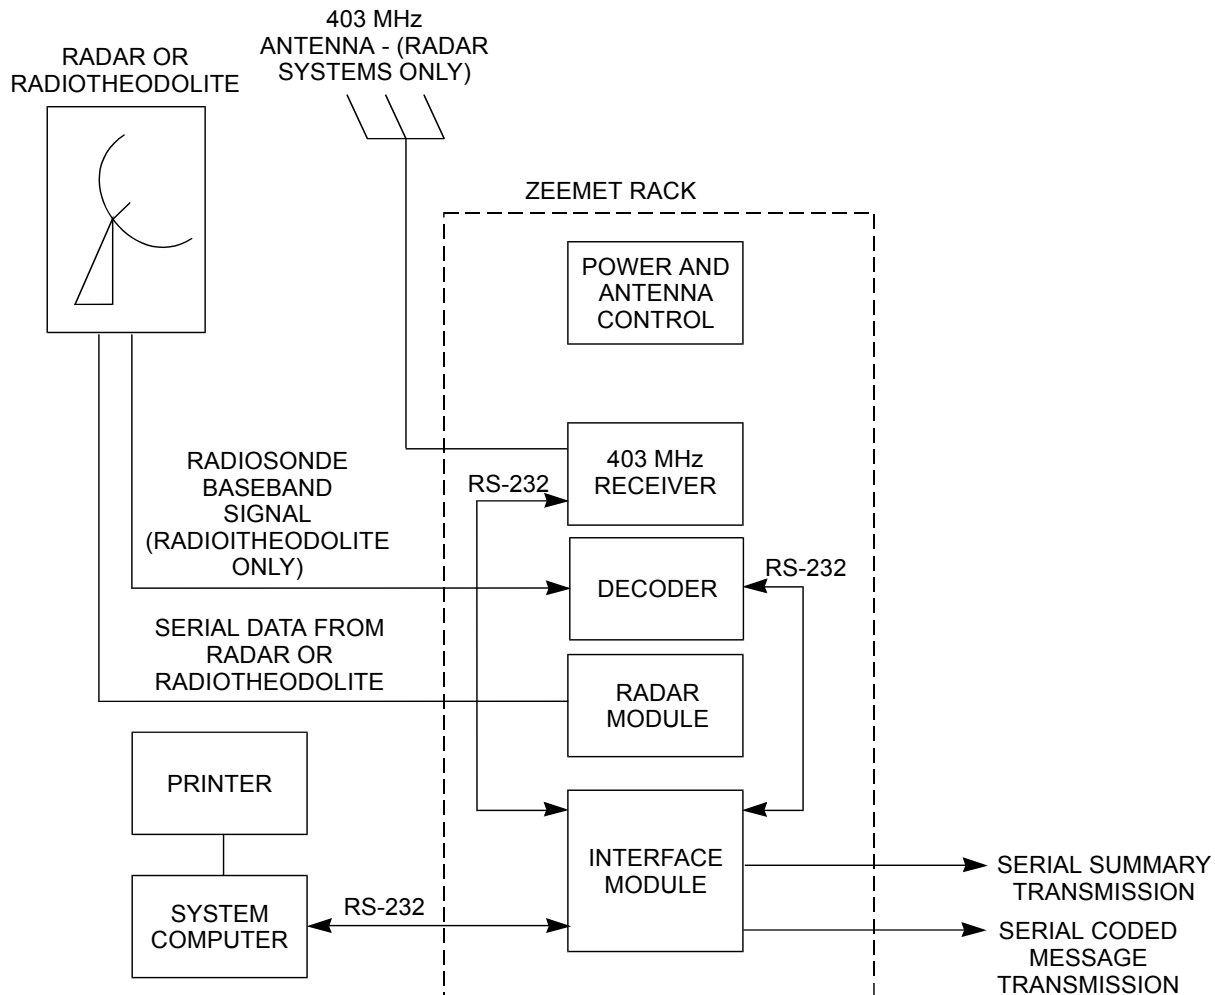 403 MHz
ANTENNA - (RADAR
SYSTEMS ONLY)
RADAR OR
RADIOTHEODOLITE
ZEEMET RACK
POWER AND
ANTENNA
CONTROL
403 MHz
RECEIVER
RS-232
RADIOSONDE
BASEBAND
SIGNAL
(RADIOITHEODOLITE
ONLY)
DECODER
RS-232
SERIAL DATA FROM
RADAR OR
RADIOTHEODOLITE
RADAR
MODULE
PRINTER
INTERFACE
MODULE
SYSTEM
COMPUTER
RS-232
SERIAL SUMMARY
TRANSMISSION
SERIAL CODED
MESSAGE
TRANSMISSION